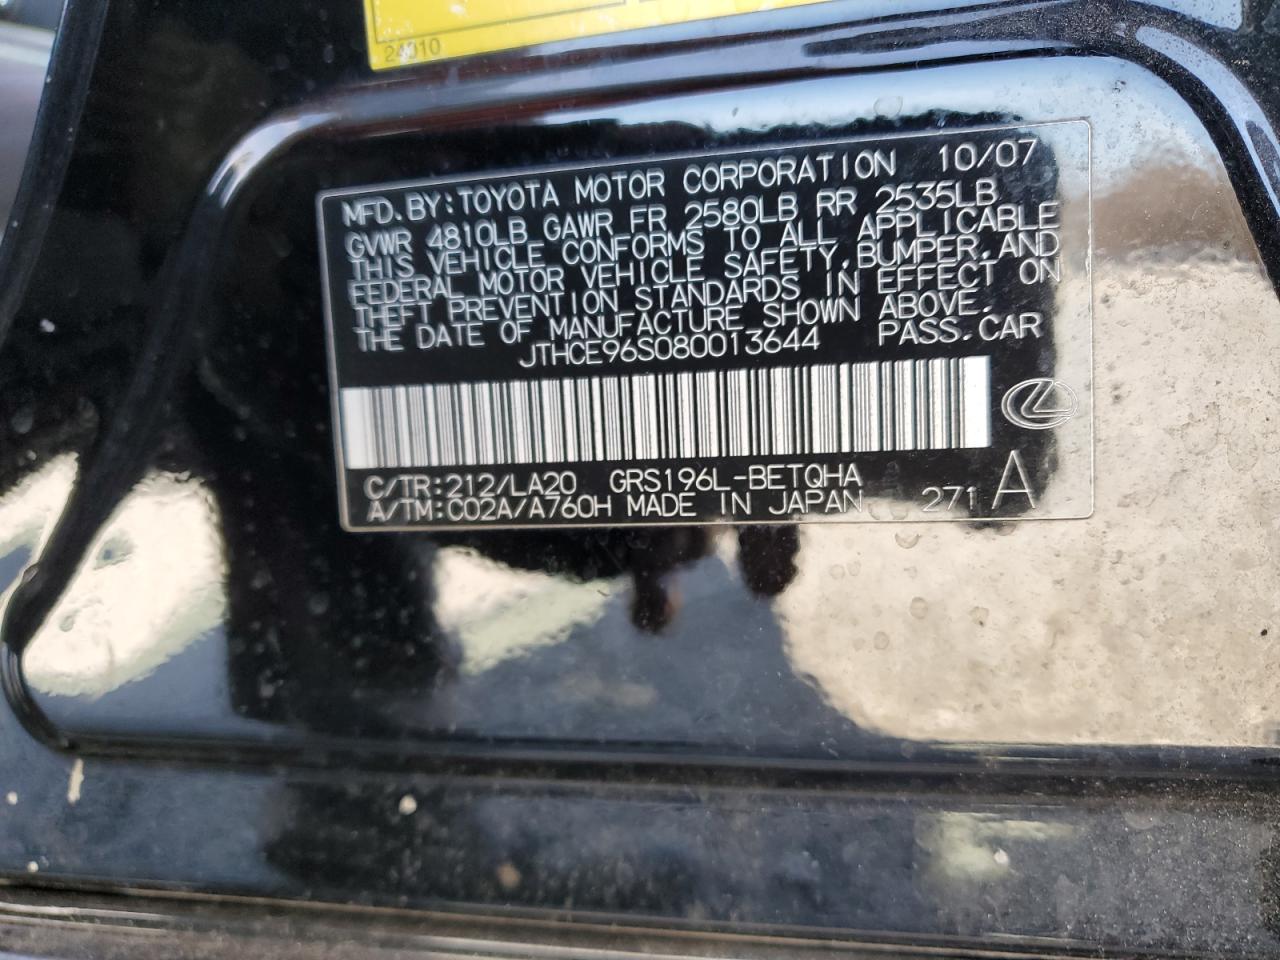 24010
MFD.BY:TOYOTA MOTOR CORPORATION 10/07
GVWR 4810LB GAWR FR 2580LB RR 2535LB
THIS VEHICLE CONFORMS TO ALL APPLICABLE
FEDERAL MOTOR VEHICLE SAFETY,BUMPER,AND
THEFT PREVENTION STANDARDS IN EFFECT ON
THE DATE OF MANUFACTURE SHOWN ABOVE.
JTHCE96S080013644 PASS.CAR
C/TR:212/LA20 GRS196L-BETQHA
A/TM:C02A/A760H MADE IN JAPAN 271 A